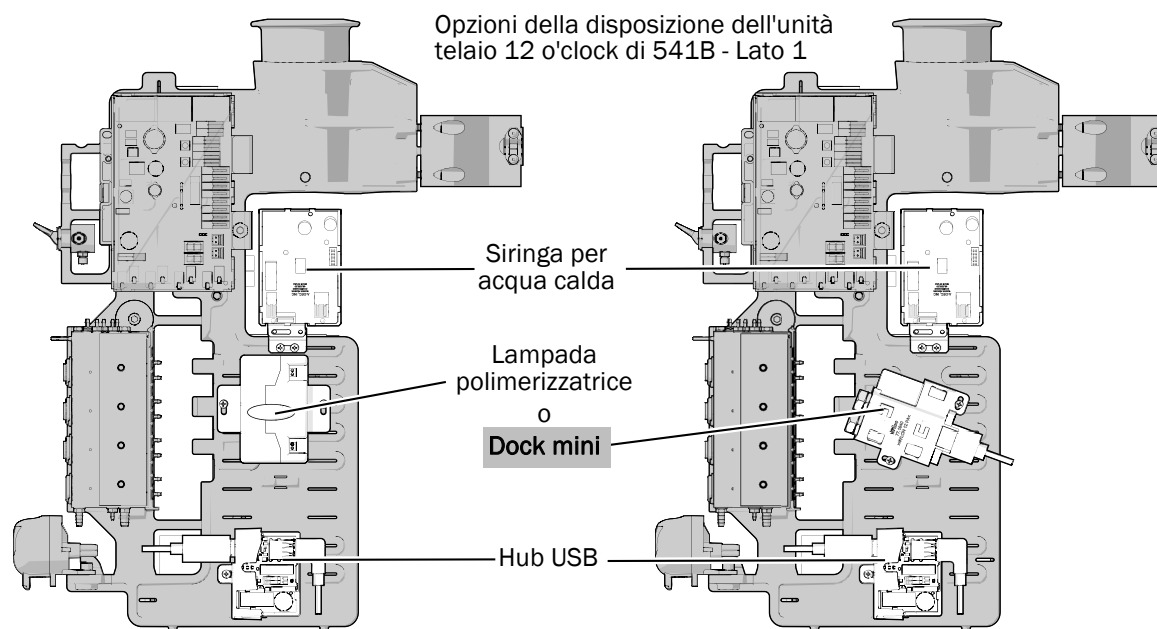 Opzioni della disposizione dell'unità
telaio 12 o'clock di 541B - Lato 1
Siringa per
acqua calda
Lampada
polimerizzatrice
o
Dock mini
Hub USB